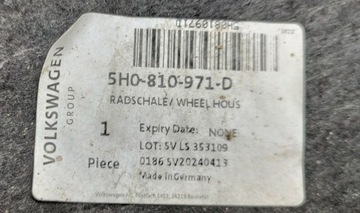 VOLKSWAGEN
GROUP
5H0-810-971-D
RADSCHALE/ WHEEL HOUS
1
Expiry Date: NONE
LOT: SV LS 353109
Piece
0186 SV20240413
Made in Germany